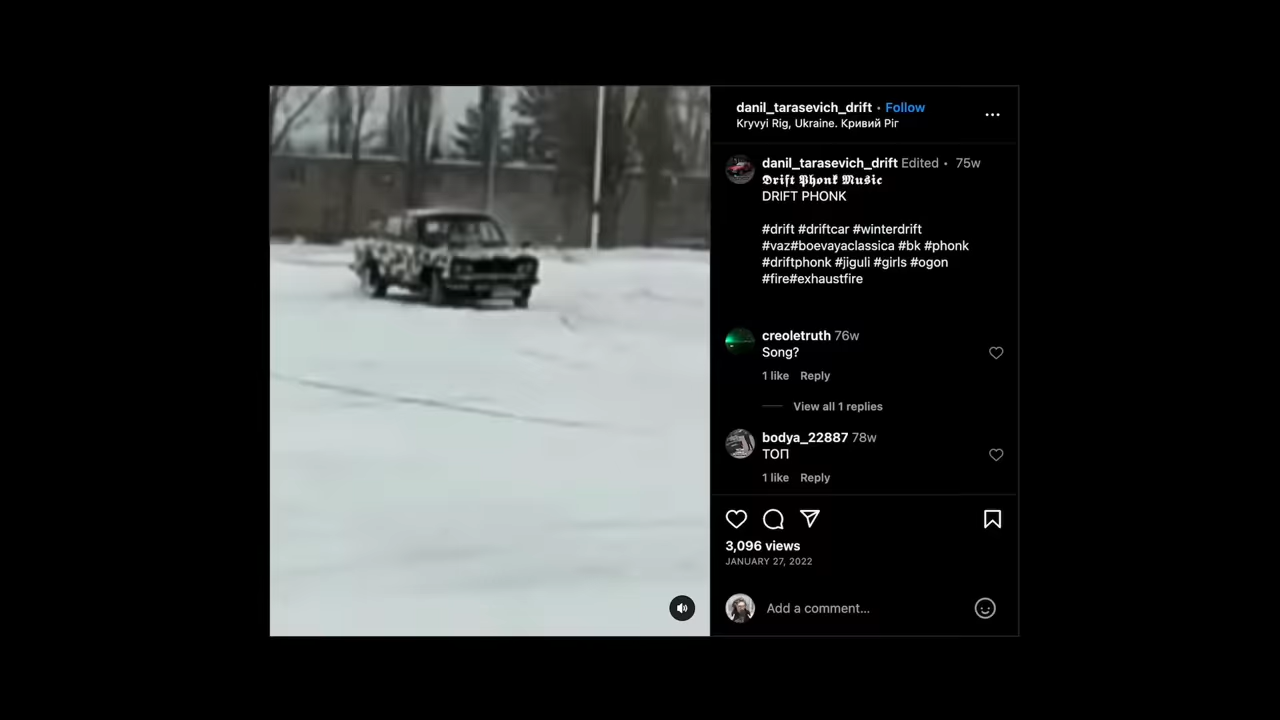 danil_tarasevich_drift • Follow
Kryvyi Rig, Ukraine. Кривий Ріг
danil_tarasevich_drift Edited • 75w
𝕯𝖗𝖎𝖋𝖙 𝕻𝖍𝖔𝖓𝖐 𝕸𝖚𝖘𝖎𝖈
DRIFT PHONK
#drift #driftcar #winterdrift
#vaz#boevayaclassica #bk #phonk
#driftphonk #jiguli #girls #ogon
#fire#exhaustfire
creoletruth 76w
Song?
1 like Reply
View all 1 replies
bodya_22887 78w
ТОП
1 like Reply
3,096 views
JANUARY 27, 2022
Add a comment...